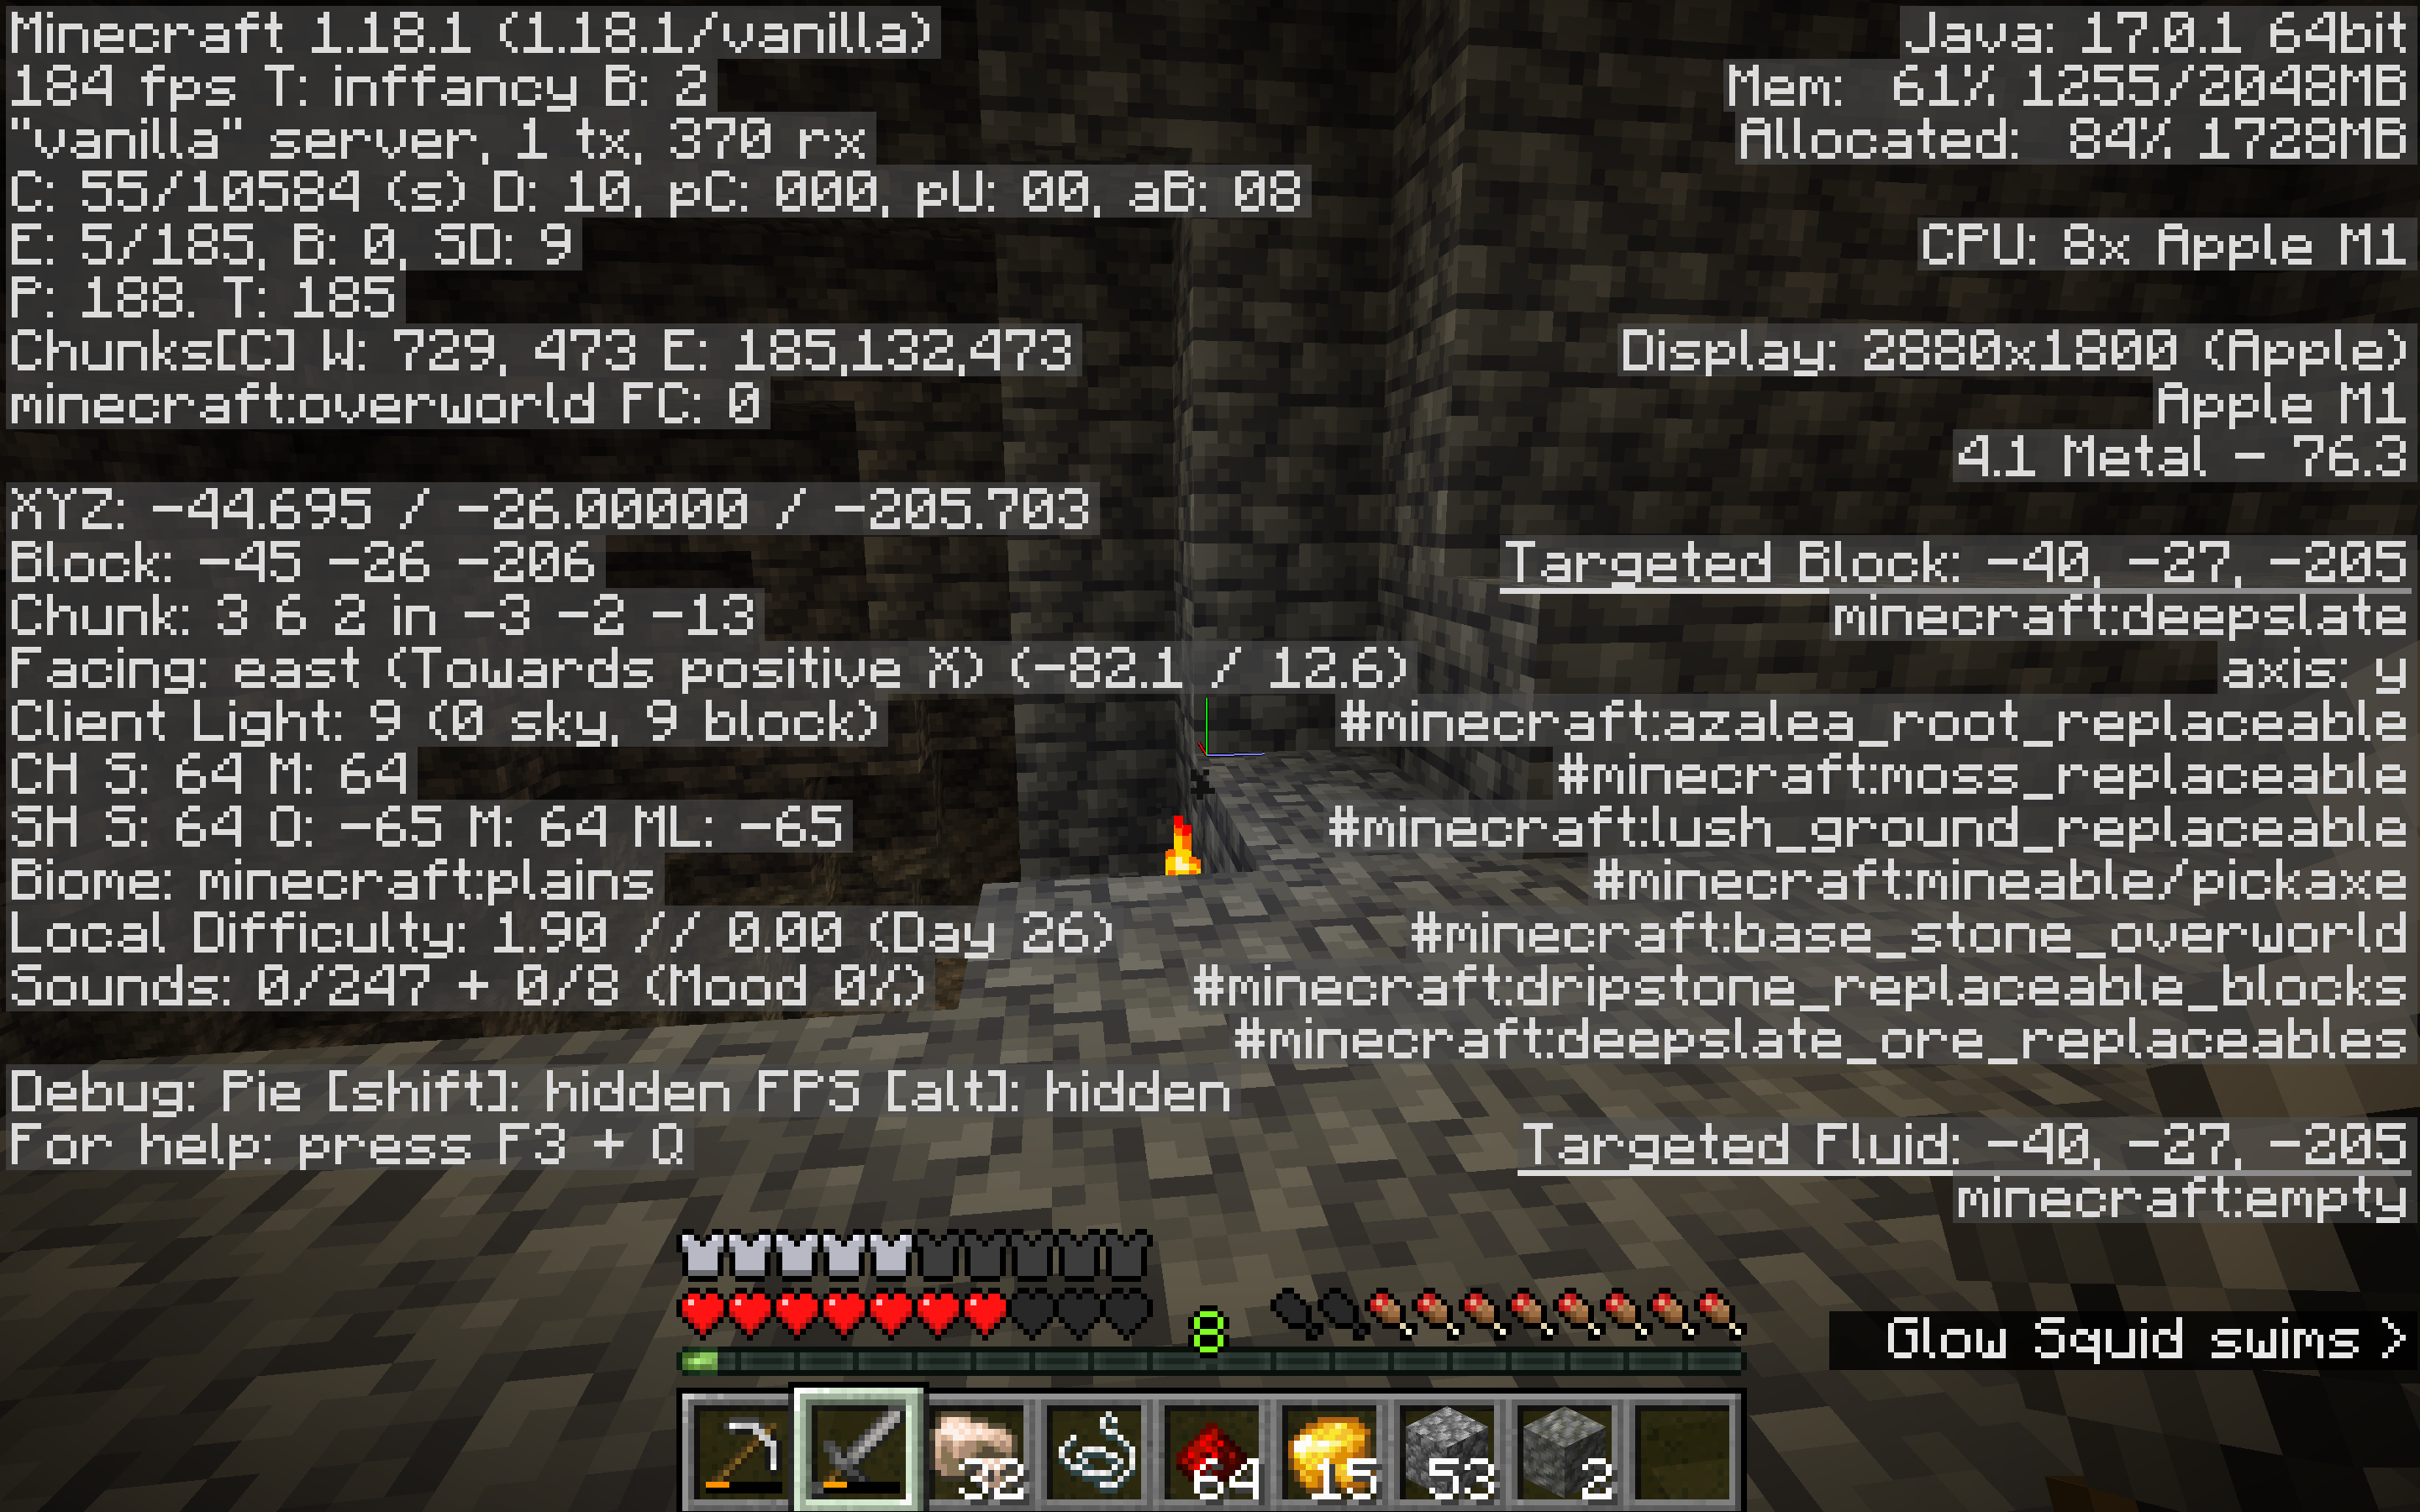 Minecraft 1.18.1 (1.18.1/vanilla)
184 fps T: inffancy B: 2
"vanilla" server, 1 tx, 370 rx
C: 55/10584 (s) D: 10, pC: 000, pU: 00, aB: 08
E: 5/185, B: 0, SD: 9
P: 188. T: 185
Chunks[C] W: 729, 473 E: 185,132,473
minecraft:overworld FC: 0
XYZ: -44.695 / -26.00000 / -205.703
Block: -45 -26 -206
Chunk: 3 6 2 in -3 -2 -13
Facing: east (Towards positive X) (-82.1 / 12.6)
Client Light: 9 (0 sky, 9 block)
CH S: 64 M: 64
SH S: 64 O: -65 M: 64 ML: -65
Biome: minecraft:plains
Local Difficulty: 1.90 // 0.00 (Day 26)
Sounds: 0/247 + 0/8 (Mood 0%)
Debug: Pie [shift]: hidden FPS [alt]: hidden
For help: press F3 + Q
Java: 17.0.1 64bit
Mem: 61% 1255/2048MB
Allocated: 84% 1728MB
CPU: 8x Apple M1
Display: 2880x1800 (Apple)
Apple M1
4.1 Metal - 76.3
Targeted Block: -40, -27, -205
minecraft:deepslate
axis: y
#minecraft:azalea_root_replaceable
#minecraft:moss_replaceable
#minecraft:lush_ground_replaceable
#minecraft:mineable/pickaxe
#minecraft:base_stone_overworld
#minecraft:dripstone_replaceable_blocks
#minecraft:deepslate_ore_replaceables
Targeted Fluid: -40, -27, -205
minecraft:empty
Glow Squid swims >
8
32 64 15 53 2